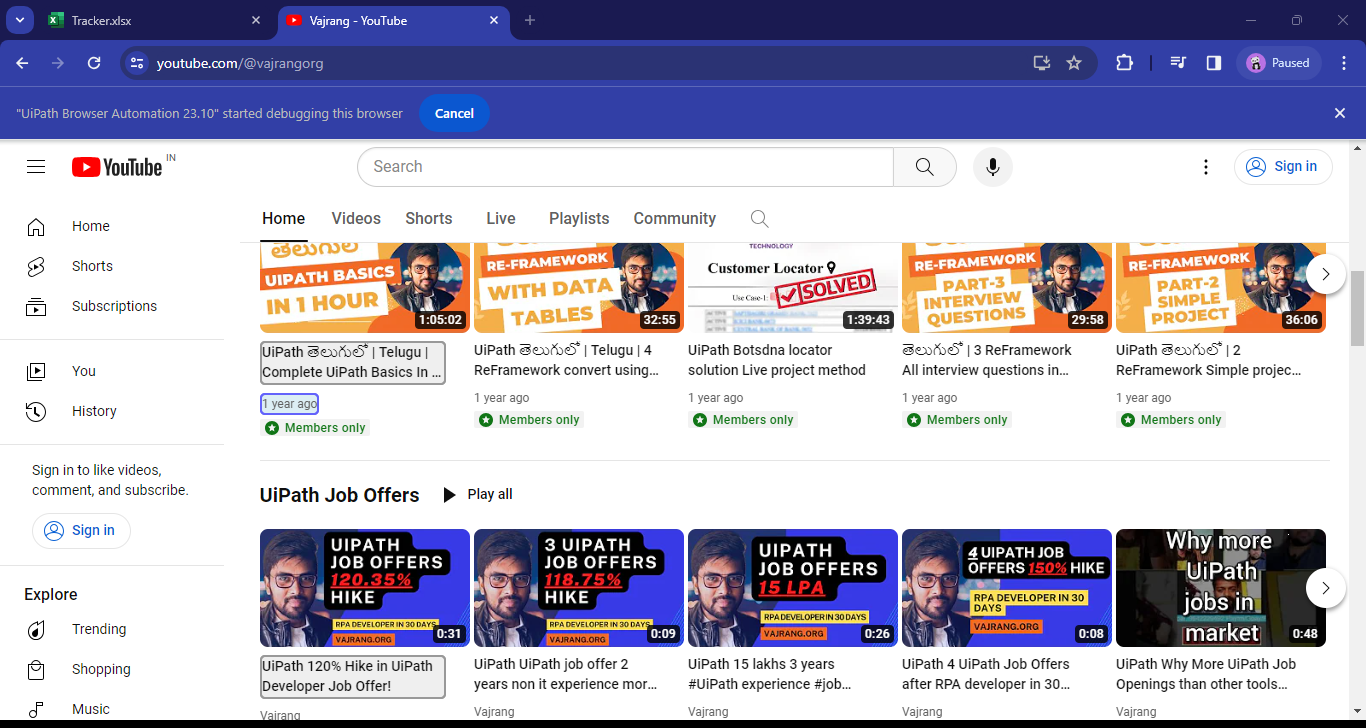 Tracker.xlsx
Vajrang - YouTube
youtube.com/@vajrangorg
Paused
"UiPath Browser Automation 23.10" started debugging this browser
Cancel
YouTube IN
Search
Sign in
Home
Videos
Shorts
Live
Playlists
Community
Home
Shorts
Subscriptions
You
History
Sign in to like videos,
comment, and subscribe.
Sign in
Explore
Trending
Shopping
Music
తెలుగులో
UIPATH BASICS
IN 1 HOUR
1:05:02
UiPath తెలుగులో | Telugu |
Complete UiPath Basics In ...
1 year ago
Members only
RE-FRAMEWORK
WITH DATA
TABLES
32:55
UiPath తెలుగులో | Telugu | 4
ReFramework convert using...
1 year ago
Members only
TECHNOLOGY
Customer Locator
Use Case-1:
SOLVED
1:39:43
UiPath Botsdna locator
solution Live project method
1 year ago
Members only
RE-FRAMEWORK
PART-3
INTERVIEW
QUESTIONS
29:58
తెలుగులో | 3 ReFramework
All interview questions in...
1 year ago
Members only
RE-FRAMEWORK
PART-2
SIMPLE
PROJECT
36:06
UiPath తెలుగులో | 2
ReFramework Simple projec...
1 year ago
Members only
UiPath Job Offers
Play all
UIPATH
JOB OFFERS
120.35%
HIKE
RPA DEVELOPER IN 30 DAYS
VAJRANG.ORG
0:31
UiPath 120% Hike in UiPath
Developer Job Offer!
Vajrang
3 UIPATH
JOB OFFERS
118.75%
HIKE
RPA DEVELOPER IN 30 DAYS
VAJRANG.ORG
0:09
UiPath UiPath job offer 2
years non it experience mor...
Vajrang
UIPATH
JOB OFFERS
15 LPA
RPA DEVELOPER IN 30 DAYS
VAJRANG.ORG
0:26
UiPath 15 lakhs 3 years
#UiPath experience #job...
Vajrang
4 UIPATH JOB
OFFERS 150% HIKE
RPA DEVELOPER IN 30
DAYS
VAJRANG.ORG
0:08
UiPath 4 UiPath Job Offers
after RPA developer in 30...
Vajrang
Why more
UiPath
jobs in
market
0:48
UiPath Why More UiPath Job
Openings than other tools...
Vajrang